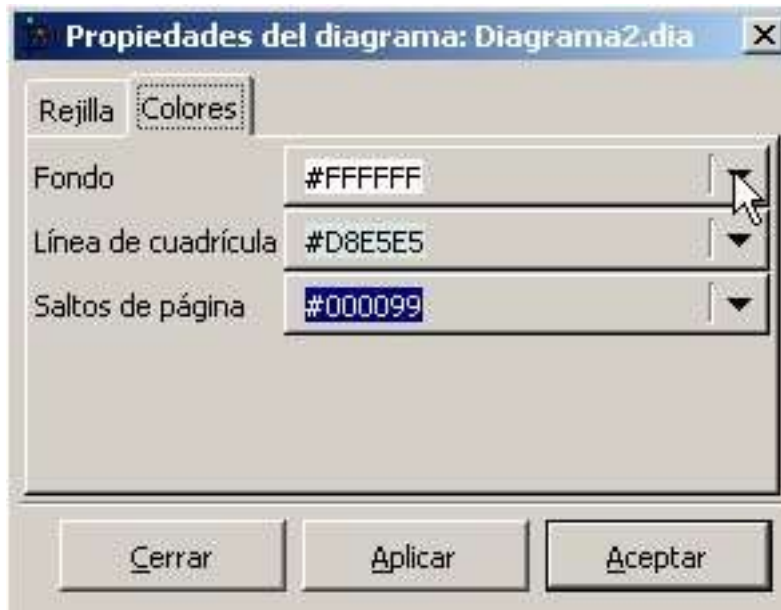 Propiedades del diagrama: Diagrama2.dia
Rejilla Colores
Fondo #FFFFFF
Línea de cuadrícula #D8E5E5
Saltos de página #000099
Cerrar Aplicar Aceptar